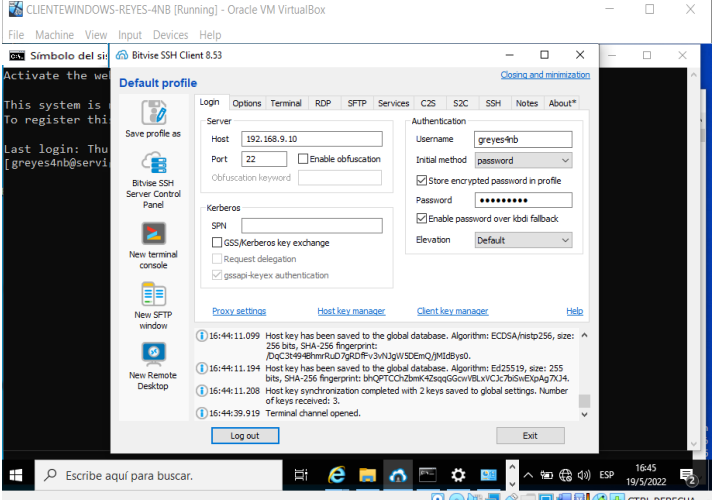 CLIENTEWINDOWS-REYES-4NB [Running] - Oracle VM VirtualBox
File Machine View Input Devices Help
Símbolo del si
Activate the we
This system is
To register thi
Last login: Thu
[greyes4nb@servi
Bitvise SSH Client 8.53
Default profile
Closing and minimization
Save profile as
Bitvise SSH
Server Control
Panel
New terminal
console
New SFTP
window
New Remote
Desktop
Login Options Terminal RDP SFTP Services C2S S2C SSH Notes About*
Server
Host 192.168.9.10
Port 22 Enable obfuscation
Obfuscation keyword
Kerberos
SPN
GSS/Kerberos key exchange
Request delegation
gssapi-keyex authentication
Authentication
Username greyes4nb
Initial method password
Store encrypted password in profile
Password •••••••••
Enable password over kbdi fallback
Elevation Default
Proxy settings Host key manager Client key manager Help
16:44:11.099 Host key has been saved to the global database. Algorithm: ECDSA/nistp256, size:
256 bits, SHA-256 fingerprint:
/DqC3t494BhmrRuD7gRDfFv3vNJgW5DEmQ/jMIdBys0.
16:44:11.194 Host key has been saved to the global database. Algorithm: Ed25519, size: 255
bits, SHA-256 fingerprint: bhQPTCChZbmK4ZsqqGGcwVBLxVCJc7biSwEXpAg7XJ4.
16:44:11.208 Host key synchronization completed with 2 keys saved to global settings. Number
of keys received: 3.
16:44:39.919 Terminal channel opened.
Log out Exit
Escribe aquí para buscar.
ESP
16:45
19/5/2022
2
CTRL DERECHA